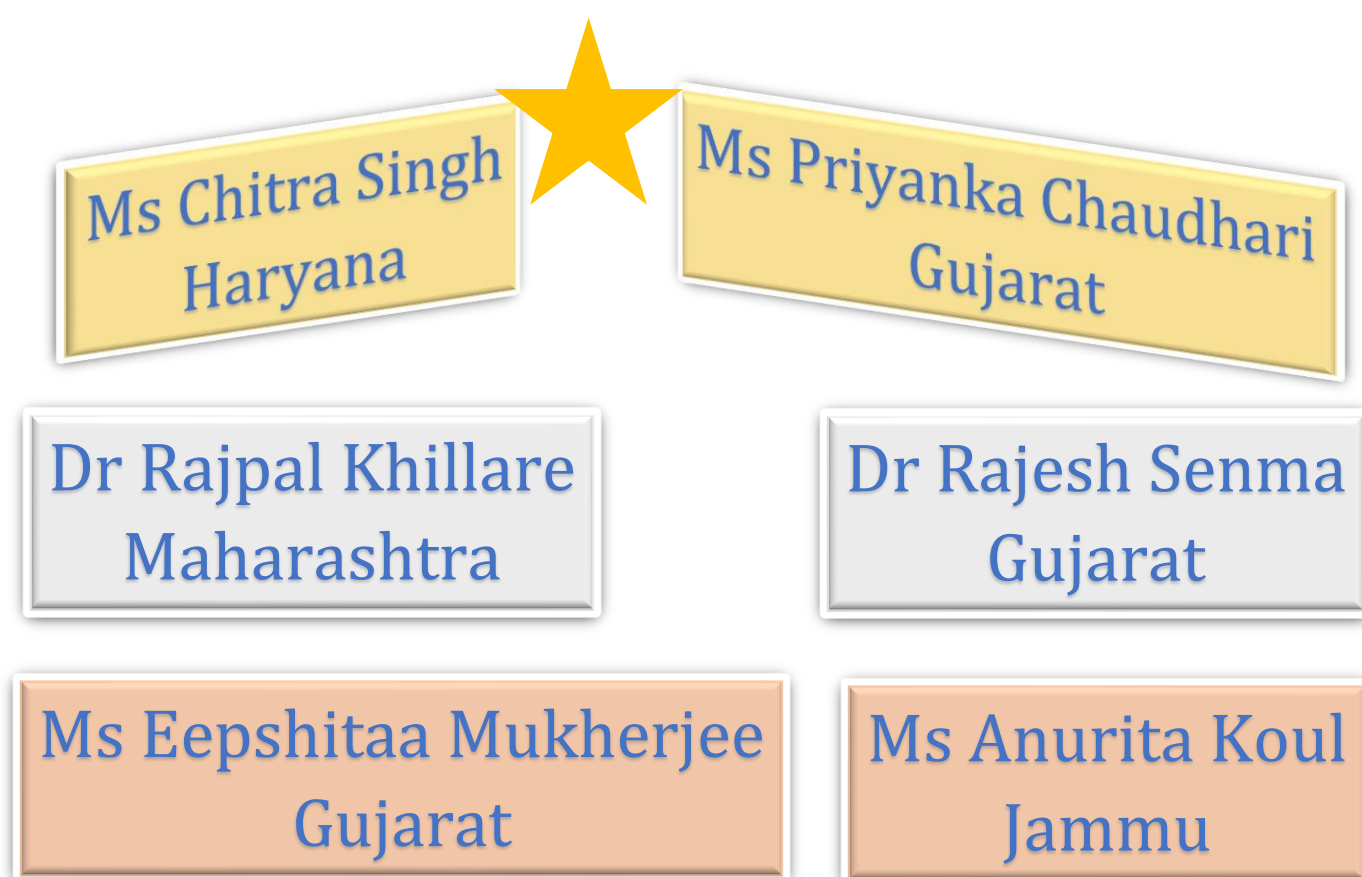 Ms Chitra Singh
Haryana
Ms Priyanka Chaudhari
Gujarat
Dr Rajpal Khillare
Maharashtra
Dr Rajesh Senma
Gujarat
Ms Eepshitaa Mukherjee
Gujarat
Ms Anurita Koul
Jammu